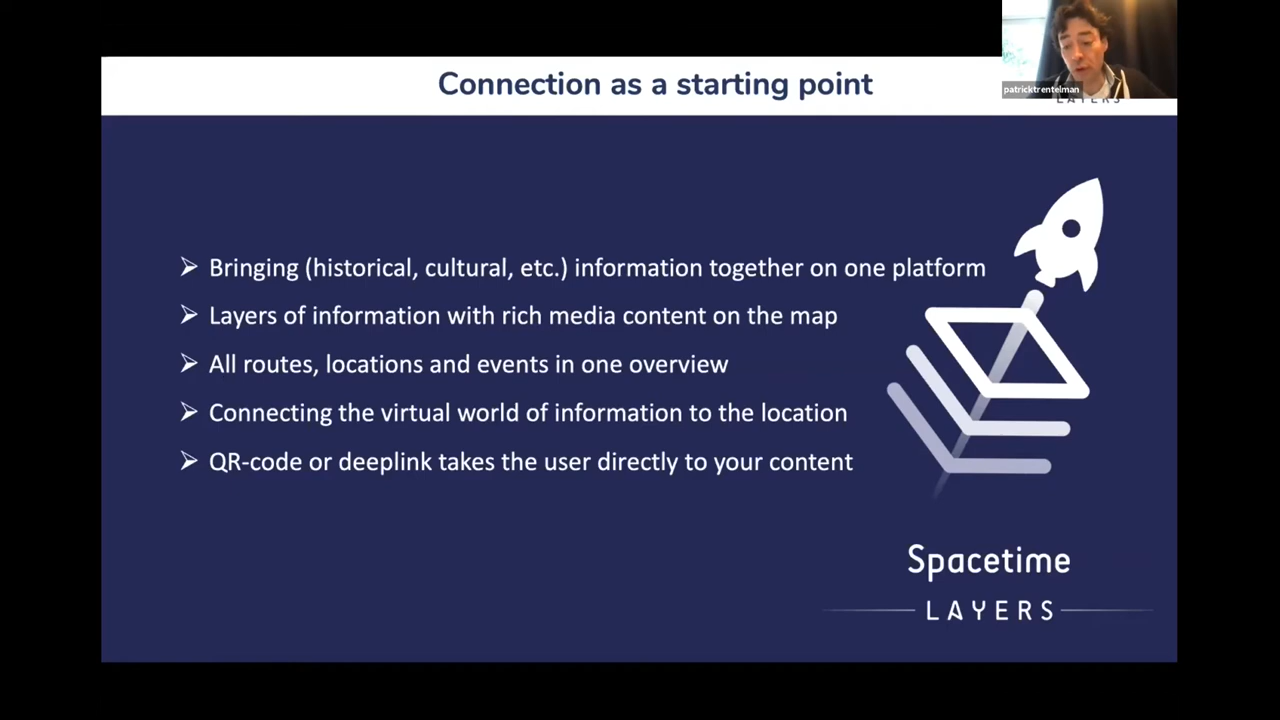 Connection as a starting point
patricktrentelman
LAYERS
Bringing (historical, cultural, etc.) information together on one platform
Layers of information with rich media content on the map
All routes, locations and events in one overview
Connecting the virtual world of information to the location
QR-code or deeplink takes the user directly to your content
Spacetime
LAYERS